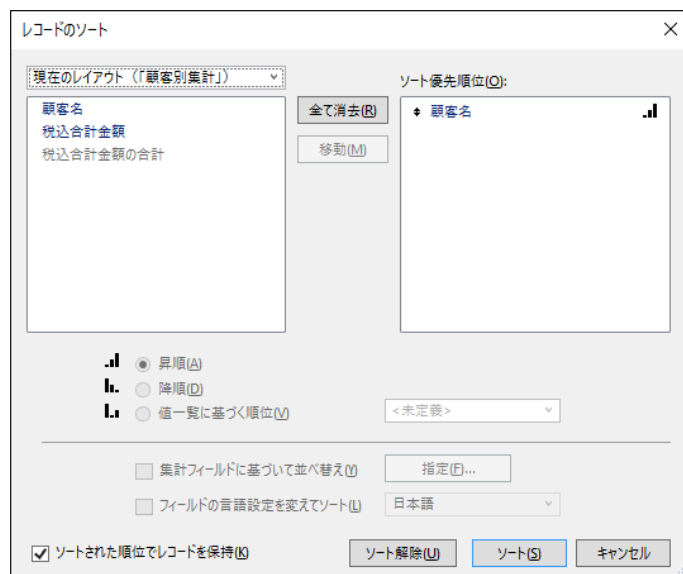 レコードのソート
現在のレイアウト（「顧客別集計」）
ソート優先順位(O):
顧客名
税込合計金額
税込合計金額の合計
全て消去(R)
移動(M)
顧客名
昇順(A)
降順(D)
値一覧に基づく順位(V)
<未定義>
集計フィールドに基づいて並べ替え(Y)
指定(F)...
フィールドの言語設定を変えてソート(L)
日本語
ソートされた順位でレコードを保持(K)
ソート解除(U)
ソート(S)
キャンセル